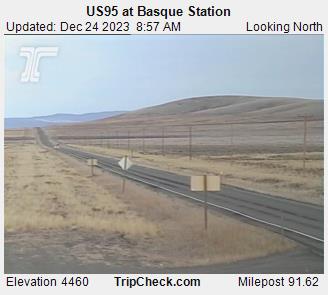 US95 at Basque Station
Updated: Dec 24 2023 8:57 AM Looking North
Elevation 4460 TripCheck.com Milepost 91.62